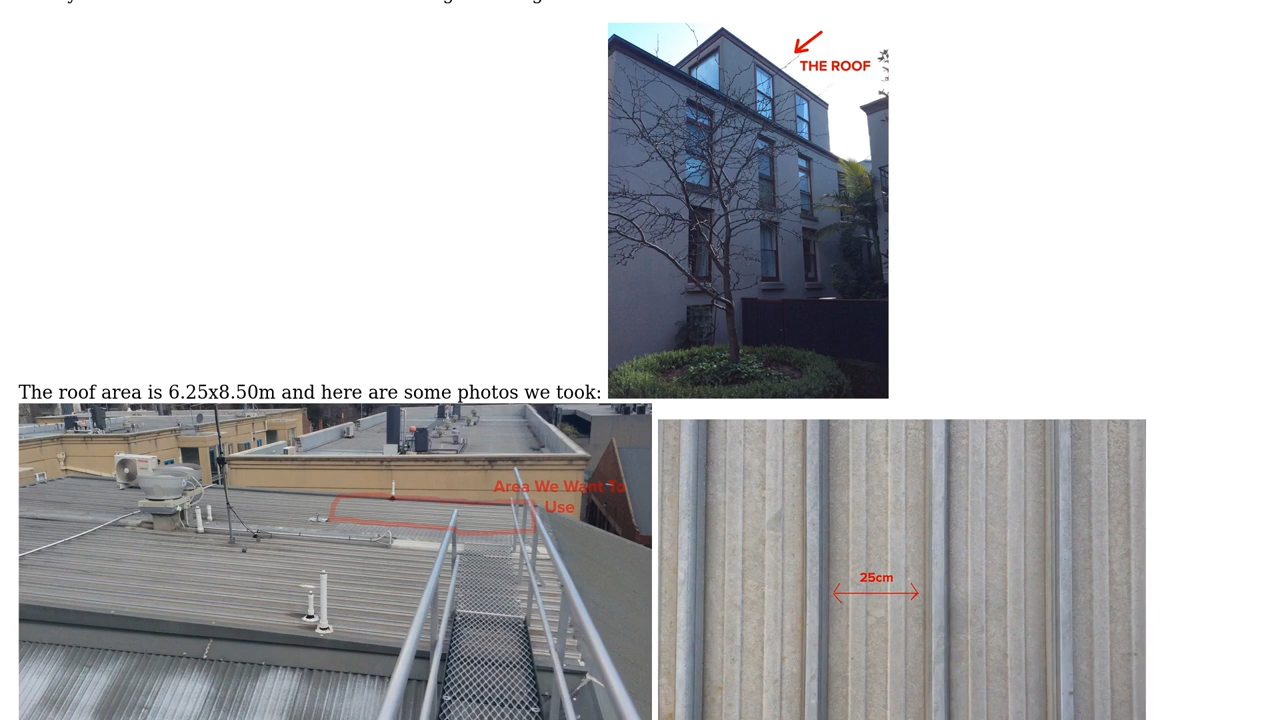 THE ROOF
The roof area is 6.25x8.50m and here are some photos we took:
Area We Want To
Use
25cm